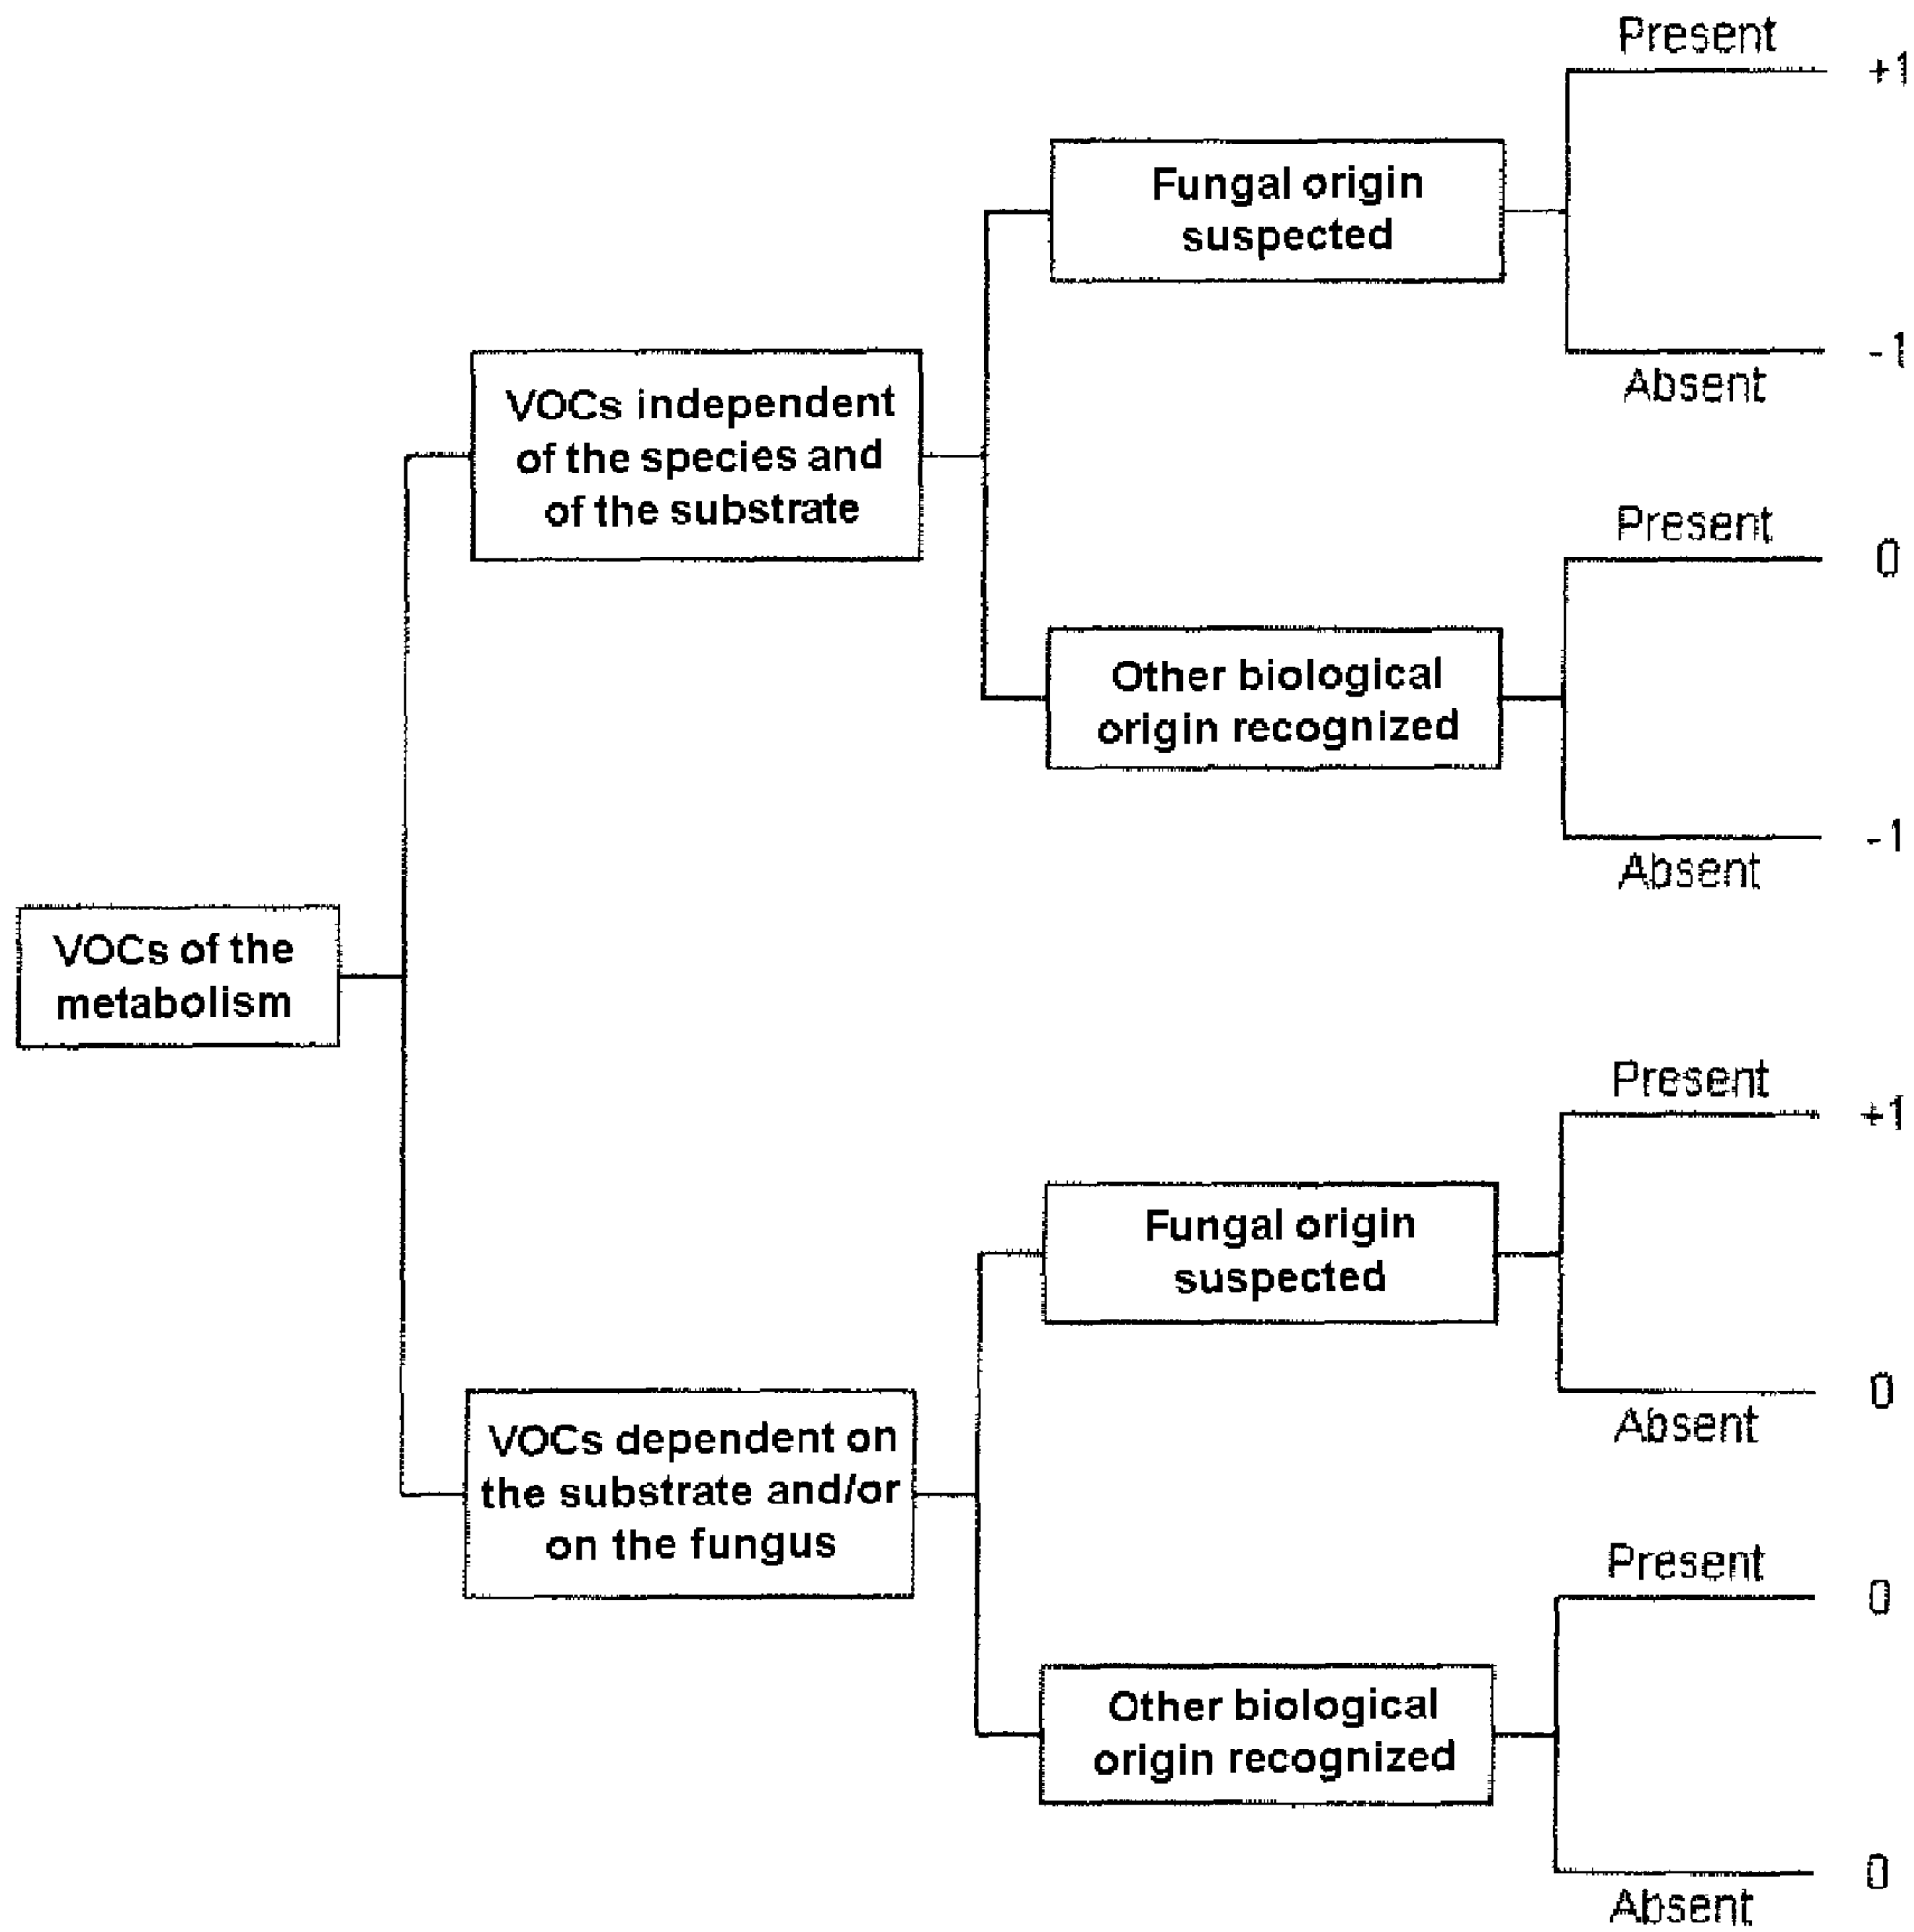 Present
+1
Fungal origin
suspected
-1
Absent
VOCs independent
of the species and
of the substrate
Present
0
Other biological
origin recognized
-1
Absent
VOCs of the
metabolism
Present
+1
Fungal origin
suspected
0
Absent
VOCs dependent on
the substrate and/or
on the fungus
Present
0
Other biological
origin recognized
0
Absent